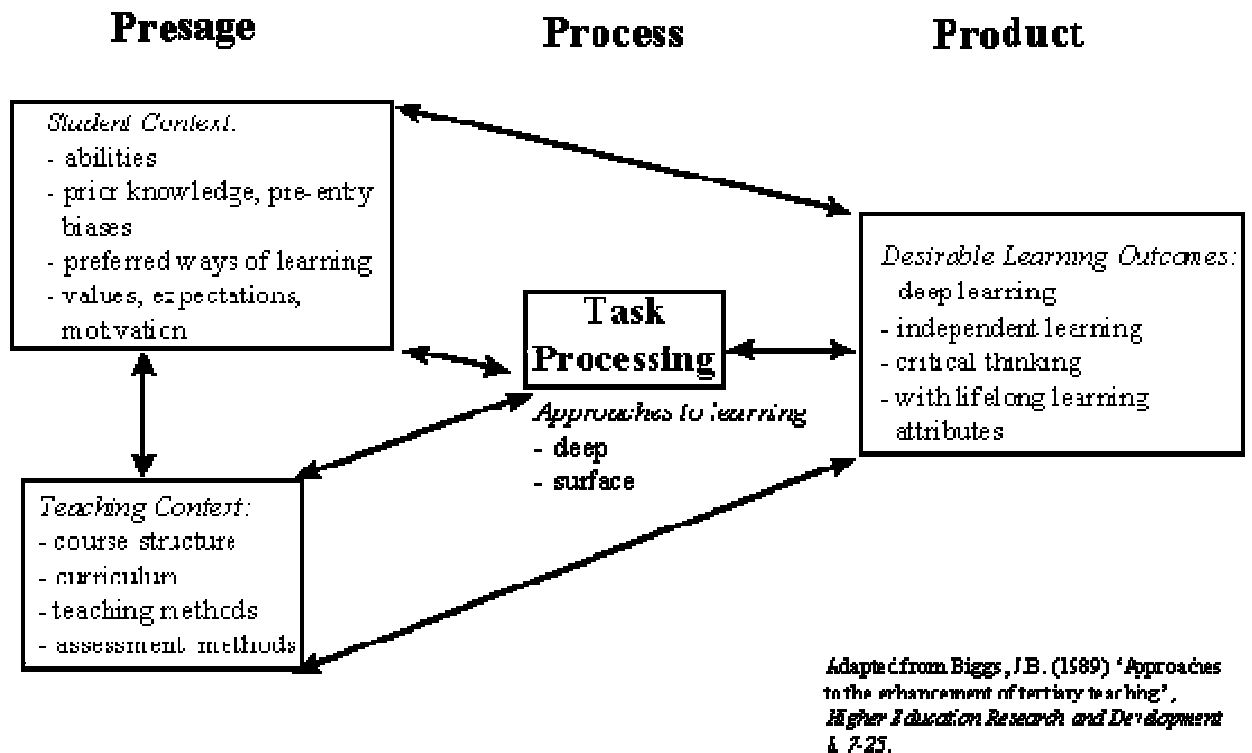 Presage
Process
Product
Student Context:
- abilities
- prior knowledge, pre-entry
biases
- preferred ways of learning
- values, expectations,
motivation
Task
Processing
Approaches to learning
- deep
- surface
Desirable Learning Outcomes:
deep learning
- independent learning
- critical thinking
- with lifelong learning
attributes
Teaching Context:
- course structure
- curriculum
- teaching methods
- assessment methods
Adapted from Biggs, J.B. (1989) 'Approaches
to the enhancement of tertiary teaching',
Higher Education Research and Development
7-25.